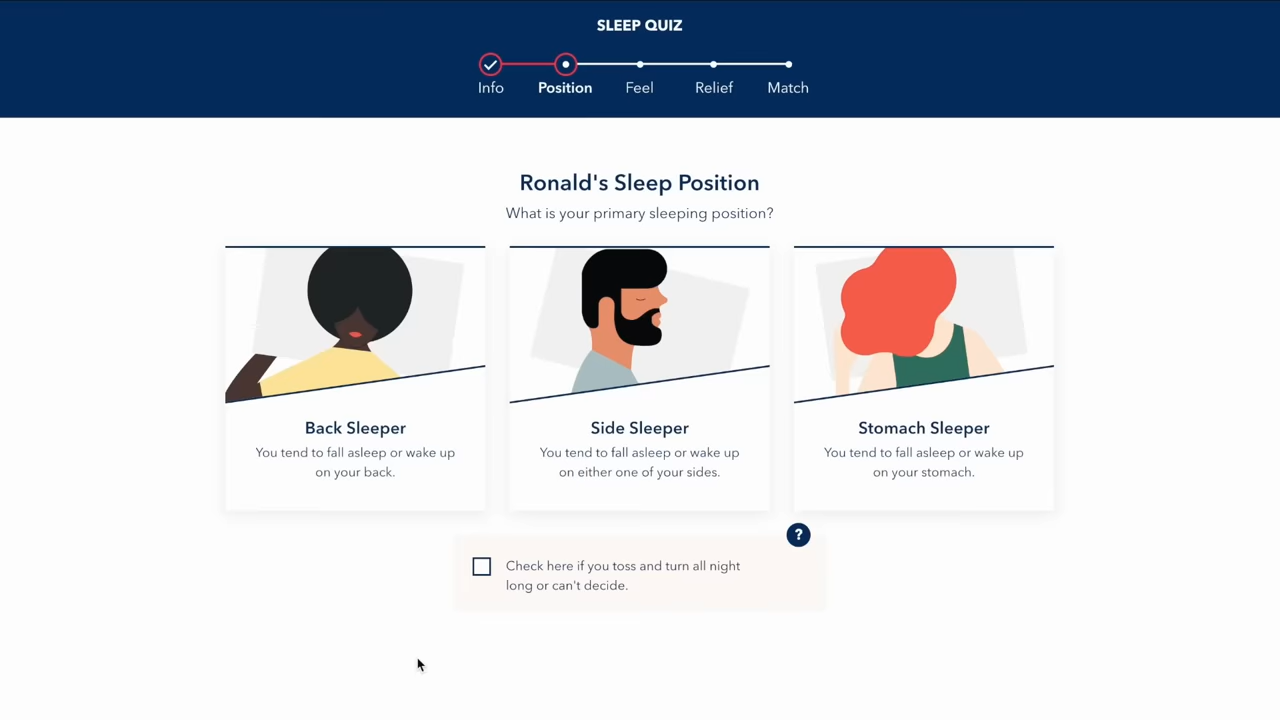 SLEEP QUIZ
Info
Position
Feel
Relief
Match
Ronald's Sleep Position
What is your primary sleeping position?
Back Sleeper
You tend to fall asleep or wake up
on your back.
Side Sleeper
You tend to fall asleep or wake up
on either one of your sides.
Stomach Sleeper
You tend to fall asleep or wake up
on your stomach.
?
Check here if you toss and turn all night
long or can't decide.